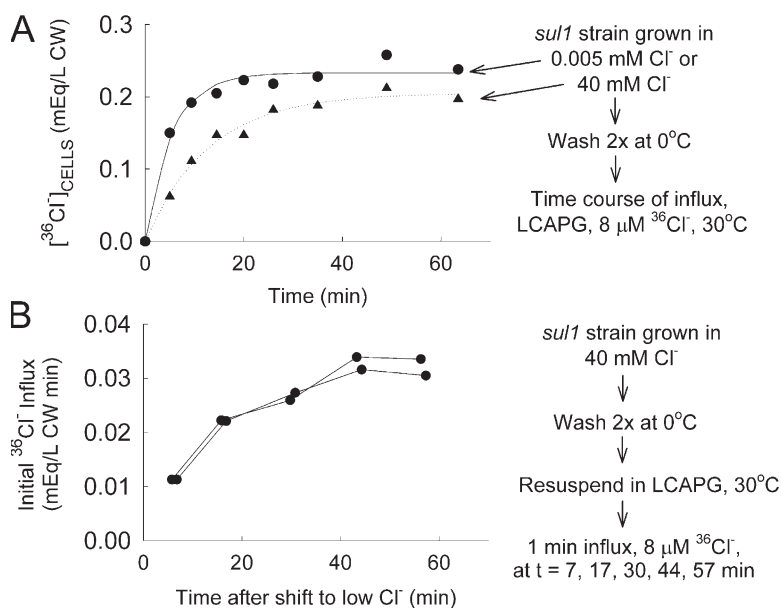 A
[³⁶Cl⁻]CELLS (mEq/L CW)
0.3
0.2
0.1
0.0
0
20
40
60
Time (min)
sul1 strain grown in
0.005 mM Cl⁻ or
40 mM Cl⁻
Wash 2x at 0°C
Time course of influx,
LCAPG, 8 μM ³⁶Cl⁻, 30°C
B
Initial ³⁶Cl⁻ Influx
(mEq/L CW min)
0.04
0.03
0.02
0.01
0.00
0
20
40
60
Time after shift to low Cl⁻ (min)
sul1 strain grown in
40 mM Cl⁻
Wash 2x at 0°C
Resuspend in LCAPG, 30°C
1 min influx, 8 μM ³⁶Cl⁻,
at t = 7, 17, 30, 44, 57 min